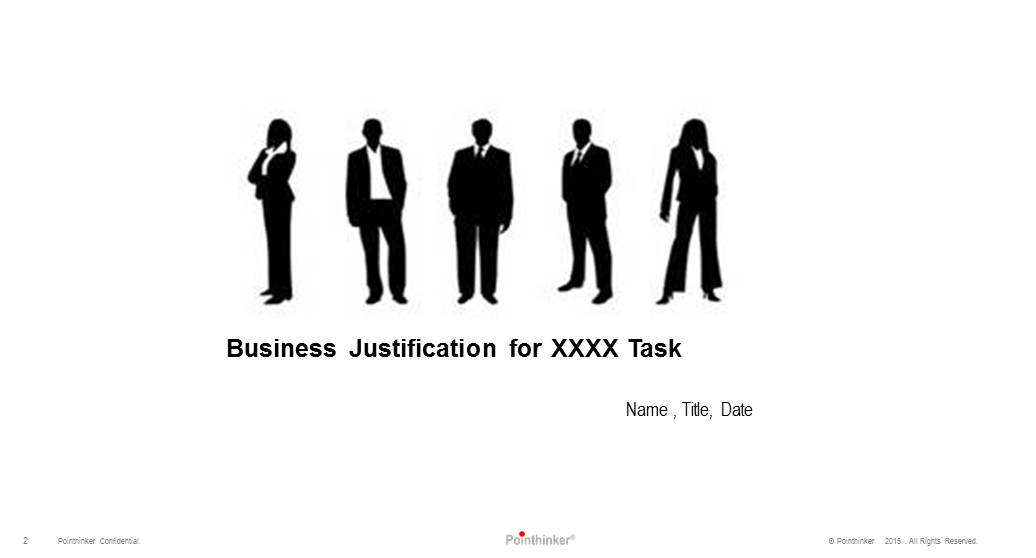 Business Justification for XXXX Task
Name , Title, Date
2 Pointhinker Confidential.
Pointhinker®
© Pointhinker 2015 . All Rights Reserved.